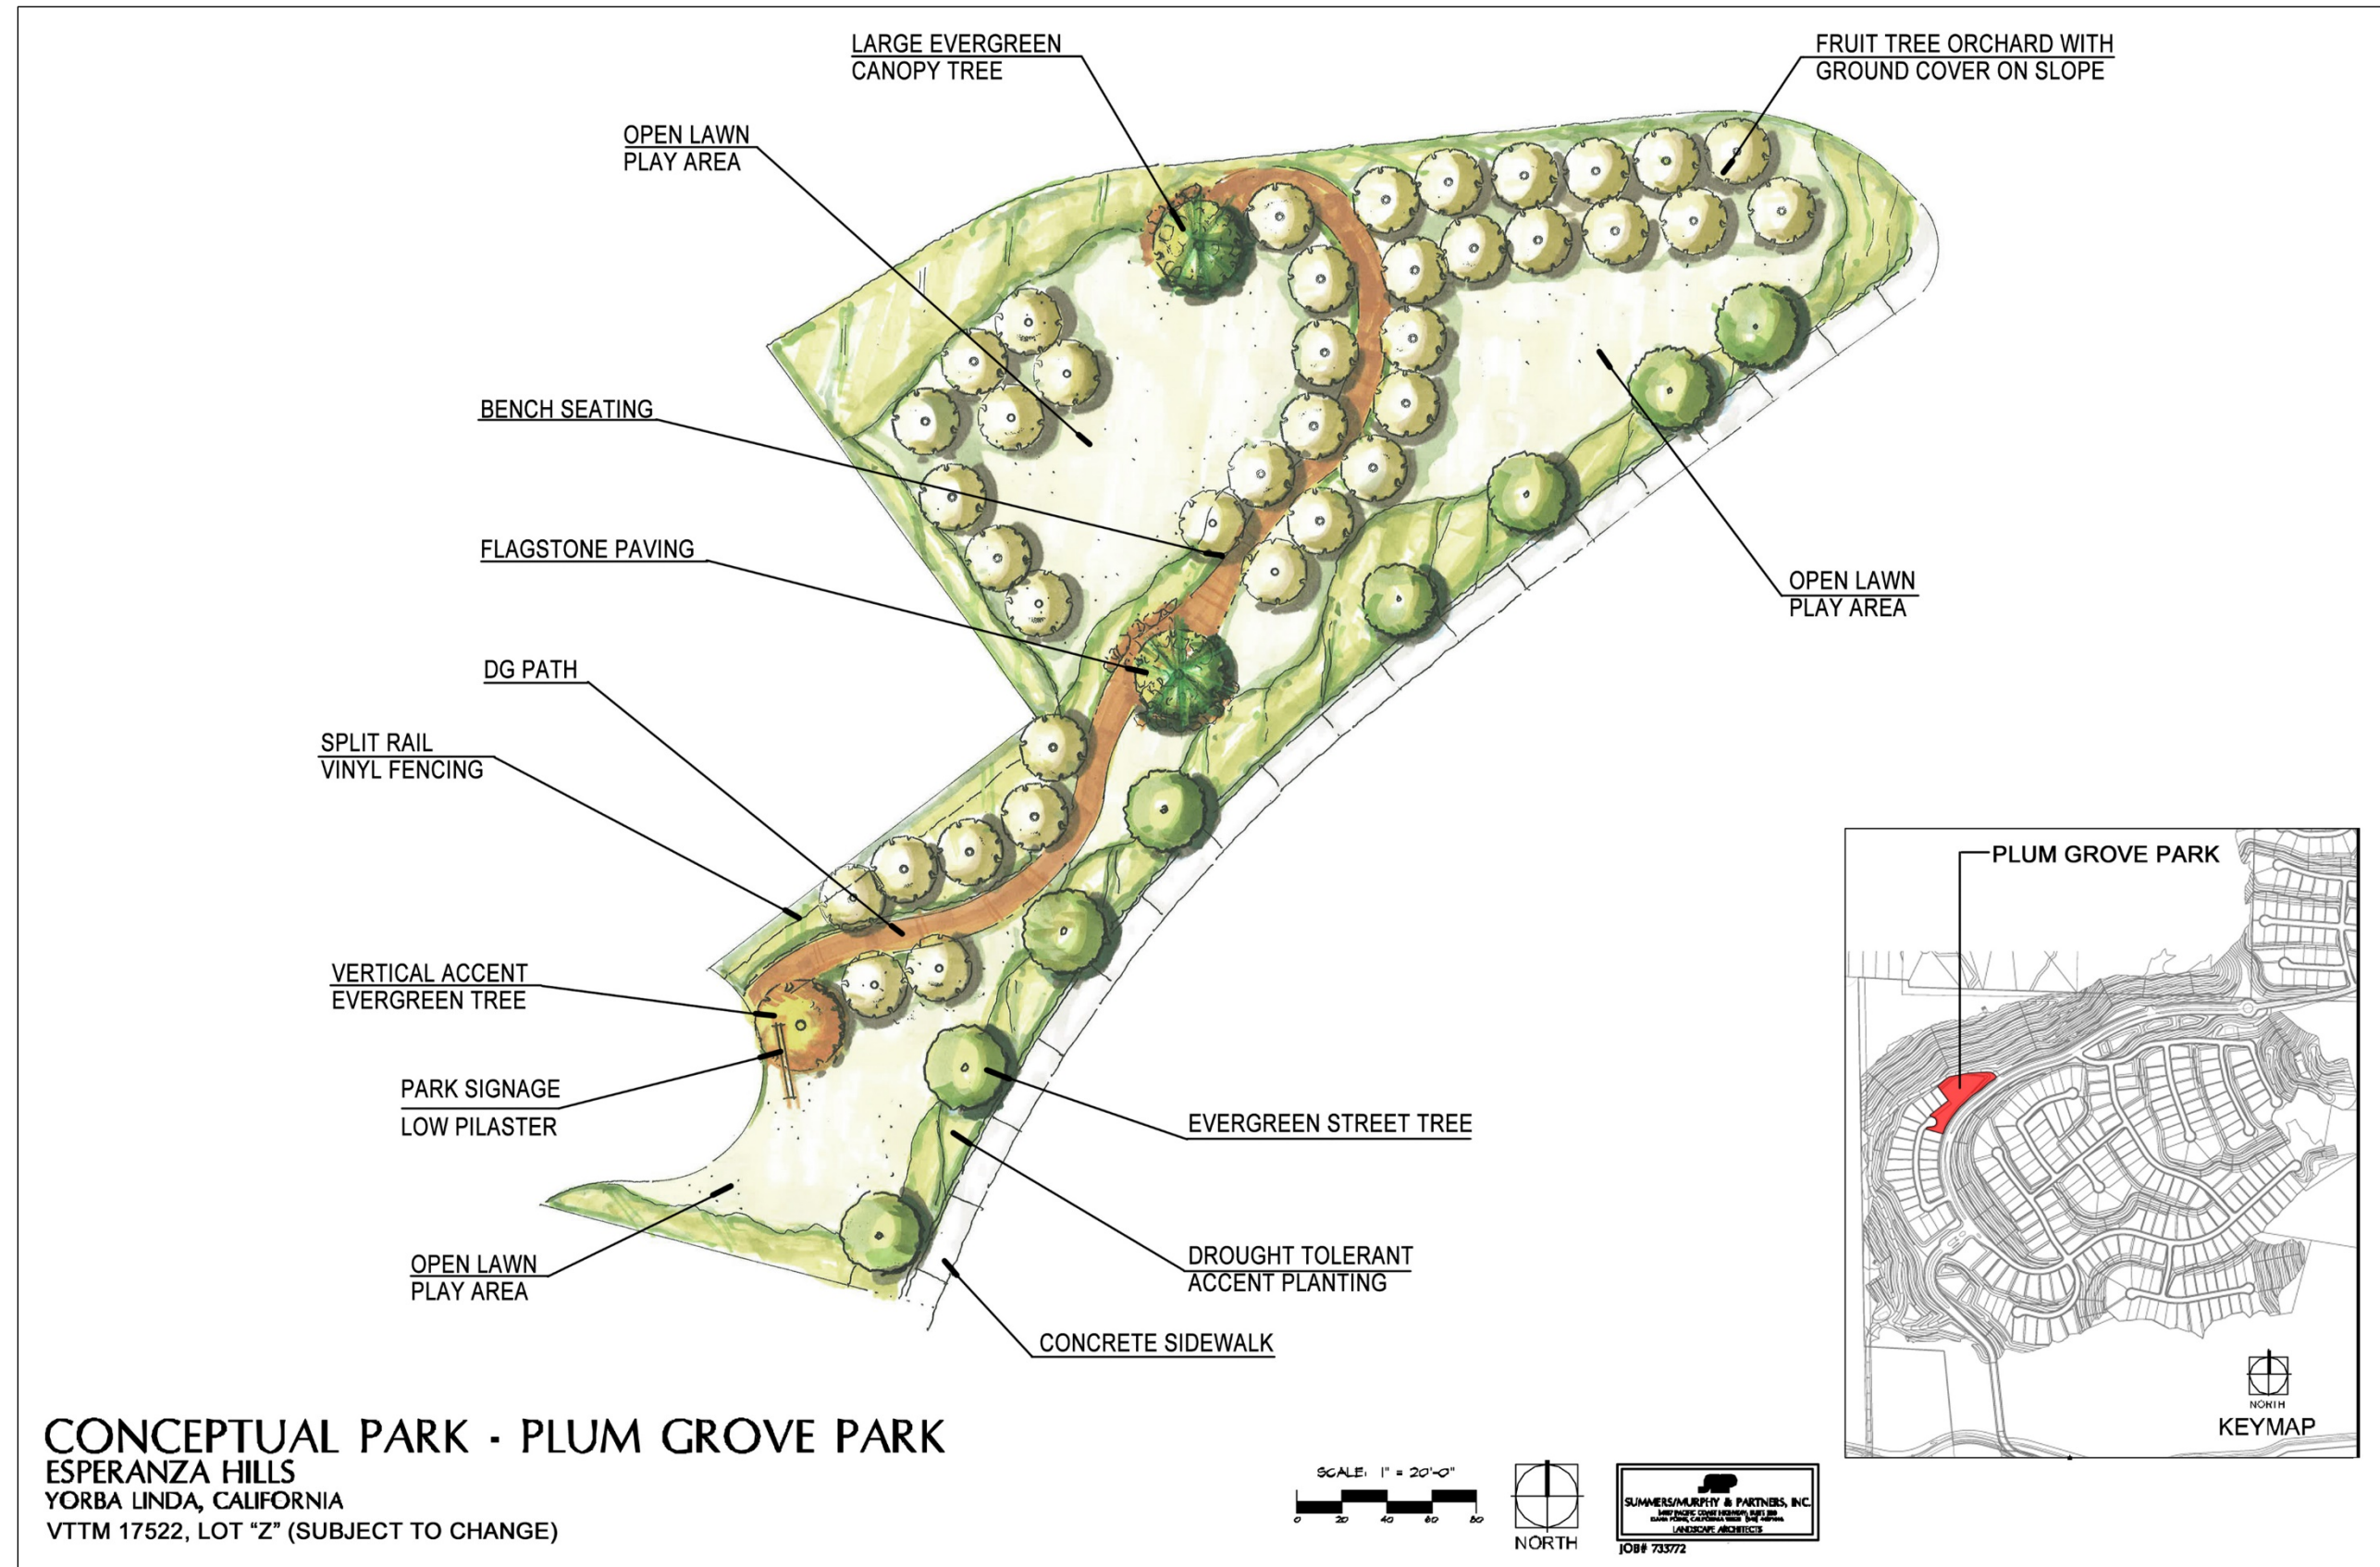 LARGE EVERGREEN
CANOPY TREE
FRUIT TREE ORCHARD WITH
GROUND COVER ON SLOPE
OPEN LAWN
PLAY AREA
BENCH SEATING
FLAGSTONE PAVING
OPEN LAWN
PLAY AREA
DG PATH
SPLIT RAIL
VINYL FENCING
PLUM GROVE PARK
VERTICAL ACCENT
EVERGREEN TREE
PARK SIGNAGE
LOW PILASTER
EVERGREEN STREET TREE
OPEN LAWN
PLAY AREA
DROUGHT TOLERANT
ACCENT PLANTING
CONCRETE SIDEWALK
NORTH
KEYMAP
CONCEPTUAL PARK - PLUM GROVE PARK
ESPERANZA HILLS
YORBA LINDA, CALIFORNIA
VTTM 17522, LOT “Z” (SUBJECT TO CHANGE)
SCALE: 1" = 20'-0"
0 20 40 60 80
NORTH
SUMMERS/MURPHY & PARTNERS, INC.
LANDSCAPE ARCHITECTS
JOB# 733772